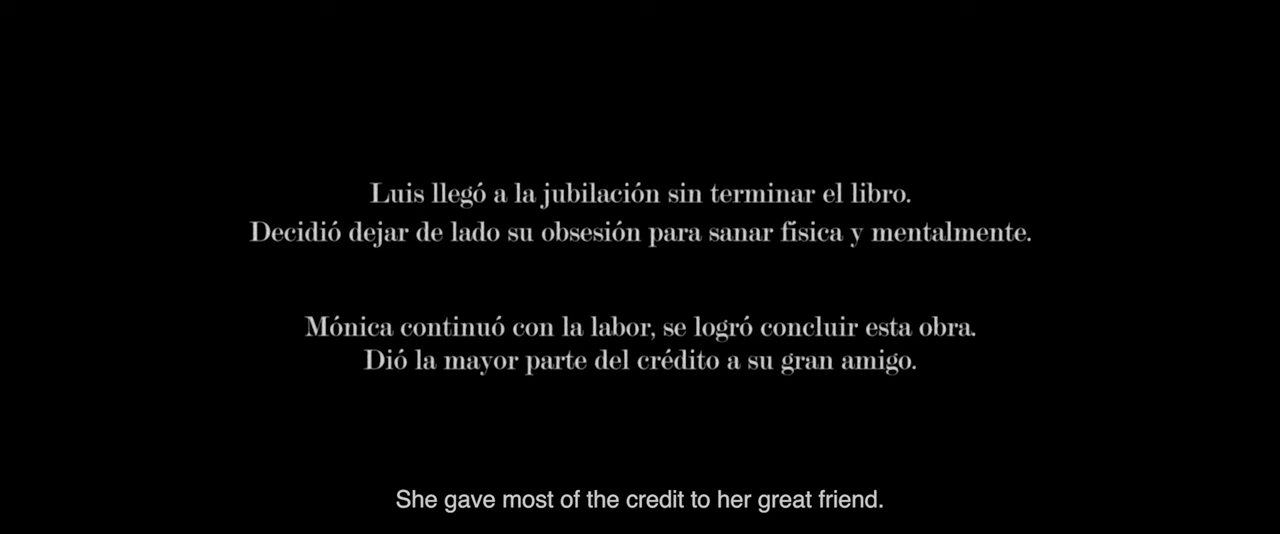 Luis llegó a la jubilación sin terminar el libro.
Decidió dejar de lado su obsesión para sanar física y mentalmente.
Mónica continuó con la labor, se logró concluir esta obra.
Dió la mayor parte del crédito a su gran amigo.
She gave most of the credit to her great friend.